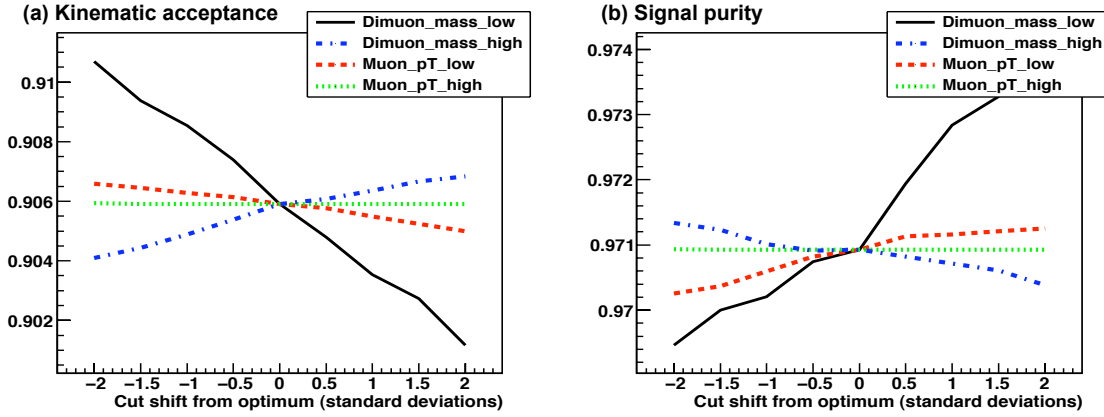 (a) Kinematic acceptance
Dimuon_mass_low
Dimuon_mass_high
Muon_pT_low
Muon_pT_high
0.91
0.908
0.906
0.904
0.902
−2 −1.5 −1 −0.5 0 0.5 1 1.5 2
Cut shift from optimum (standard deviations)
(b) Signal purity
Dimuon_mass_low
Dimuon_mass_high
Muon_pT_low
Muon_pT_high
0.974
0.973
0.972
0.971
0.97
−2 −1.5 −1 −0.5 0 0.5 1 1.5 2
Cut shift from optimum (standard deviations)